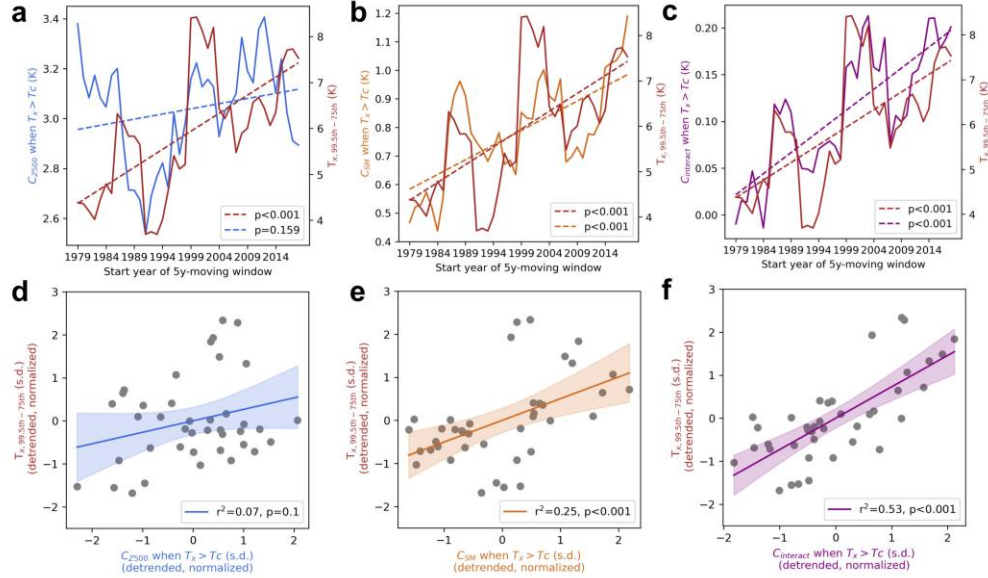 a
3.4
3.2
3.0
2.8
2.6
C_Z500 when T_x > Tc (K)
8
7
6
5
4
T_x, 99.5th−75th (K)
p<0.001
p=0.159
1979 1984 1989 1994 1999 2004 2009 2014
Start year of 5y-moving window
b
1.2
1.1
1.0
0.9
0.8
0.7
0.6
0.5
0.4
C_SM when T_x > Tc (K)
8
7
6
5
4
T_x, 99.5th−75th (K)
p<0.001
p<0.001
1979 1984 1989 1994 1999 2004 2009 2014
Start year of 5y-moving window
c
0.20
0.15
0.10
0.05
0.00
C_interact when T_x > Tc (K)
8
7
6
5
4
T_x, 99.5th−75th (K)
p<0.001
p<0.001
1979 1984 1989 1994 1999 2004 2009 2014
Start year of 5y-moving window
d
3
2
1
0
−1
−2
T_x, 99.5th−75th (s.d.)
(detrended, normalized)
r²=0.07, p=0.1
−2 −1 0 1 2
C_Z500 when T_x > Tc (s.d.)
(detrended, normalized)
e
3
2
1
0
−1
−2
T_x, 99.5th−75th (s.d.)
(detrended, normalized)
r²=0.25, p<0.001
−2 −1 0 1 2
C_SM when T_x > Tc (s.d.)
(detrended, normalized)
f
3
2
1
0
−1
−2
T_x, 99.5th−75th (s.d.)
(detrended, normalized)
r²=0.53, p<0.001
−2 −1 0 1 2
C_interact when T_x > Tc (s.d.)
(detrended, normalized)